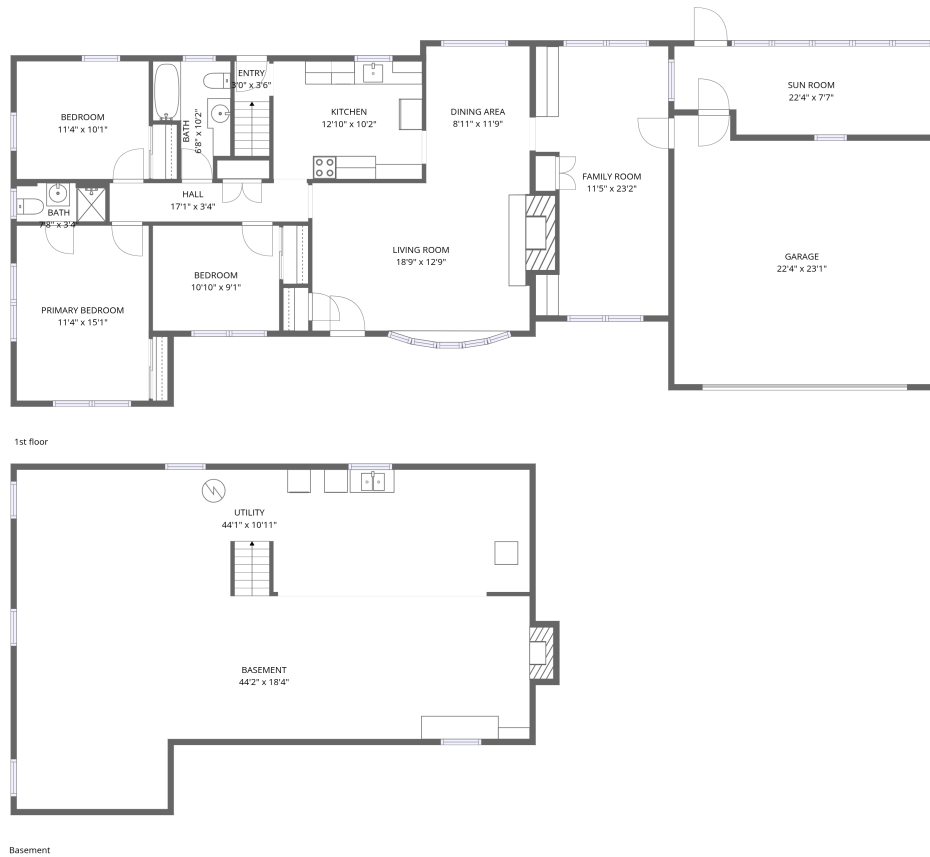 ENTRY
3'0" x 3'6"
BEDROOM
11'4" x 10'1"
BATH
6'8" x 10'2"
KITCHEN
12'10" x 10'2"
DINING AREA
8'11" x 11'9"
SUN ROOM
22'4" x 7'7"
FAMILY ROOM
11'5" x 23'2"
HALL
17'1" x 3'4"
BATH
7'8" x 3'4"
LIVING ROOM
18'9" x 12'9"
GARAGE
22'4" x 23'1"
BEDROOM
10'10" x 9'1"
PRIMARY BEDROOM
11'4" x 15'1"
1st floor
UTILITY
44'1" x 10'11"
BASEMENT
44'2" x 18'4"
Basement